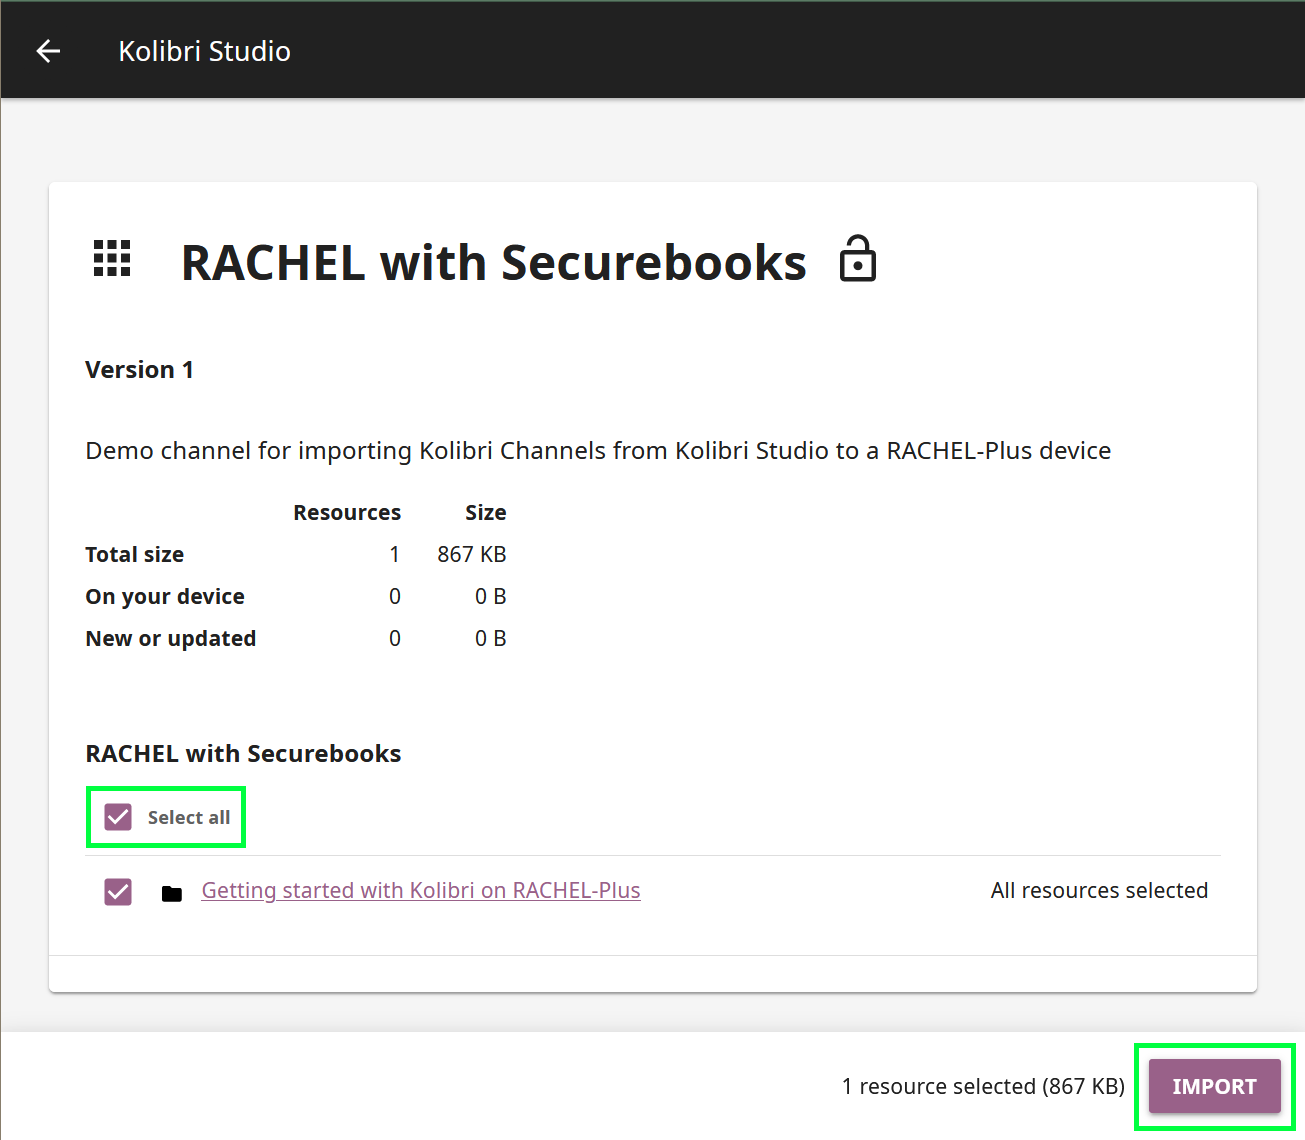 Kolibri Studio
RACHEL with Securebooks
Version 1
Demo channel for importing Kolibri Channels from Kolibri Studio to a RACHEL-Plus device
Resources Size
Total size 1 867 KB
On your device 0 0 B
New or updated 0 0 B
RACHEL with Securebooks
Select all
Getting started with Kolibri on RACHEL-Plus All resources selected
1 resource selected (867 KB) IMPORT